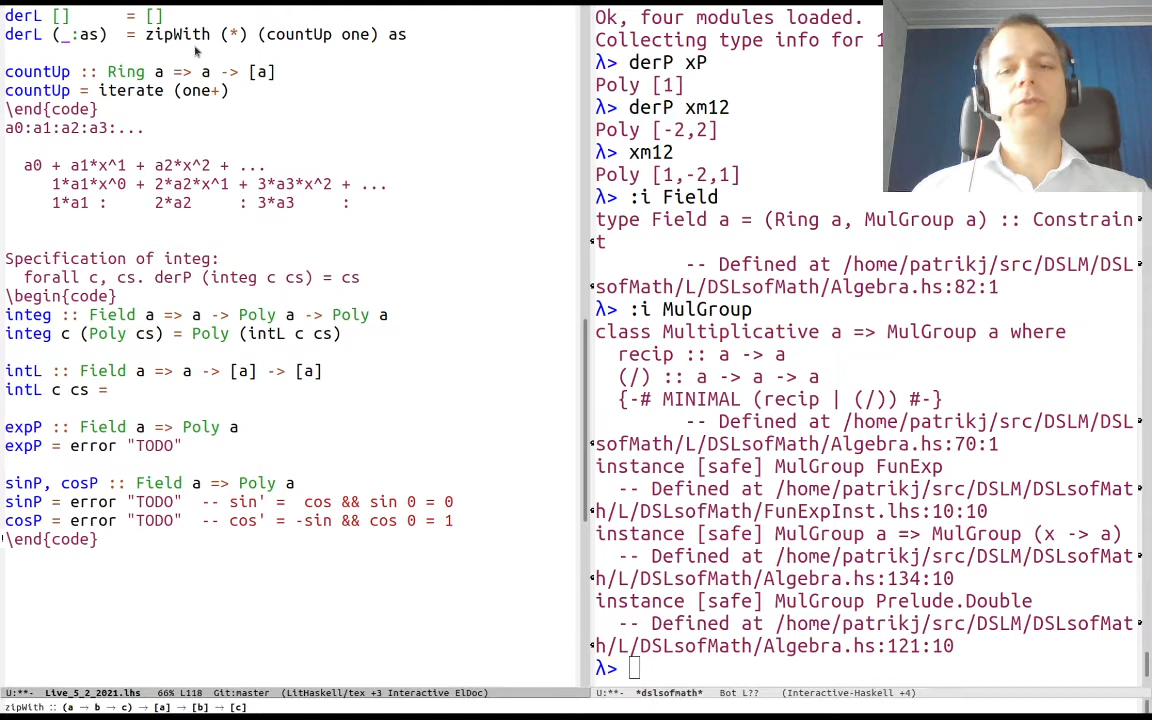 derL []       = []
derL (_:as)  = zipWith (*) (countUp one) as
countUp :: Ring a => a -> [a]
countUp = iterate (one+)
\end{code}
a0:a1:a2:a3:...
a0 + a1*x^1 + a2*x^2 + ...
1*a1*x^0 + 2*a2*x^1 + 3*a3*x^2 + ...
1*a1 :      2*a2      : 3*a3      :
Specification of integ:
forall c, cs. derP (integ c cs) = cs
\begin{code}
integ :: Field a => a -> Poly a -> Poly a
integ c (Poly cs) = Poly (intL c cs)
intL :: Field a => a -> [a] -> [a]
intL c cs =
expP :: Field a => Poly a
expP = error "TODO"
sinP, cosP :: Field a => Poly a
sinP = error "TODO"  -- sin' =  cos && sin 0 = 0
cosP = error "TODO"  -- cos' = -sin && cos 0 = 1
\end{code}
U:**-  Live_5_2_2021.lhs   66% L118  Git:master  (LitHaskell/tex +3 Interactive ElDoc)
zipWith :: (a → b → c) → [a] → [b] → [c]
Ok, four modules loaded.
Collecting type info for 1
λ> derP xP
Poly [1]
λ> derP xm12
Poly [-2,2]
λ> xm12
Poly [1,-2,1]
λ> :i Field
type Field a = (Ring a, MulGroup a) :: Constrain
t
-- Defined at /home/patrikj/src/DSLM/DSL
sofMath/L/DSLsofMath/Algebra.hs:82:1
λ> :i MulGroup
class Multiplicative a => MulGroup a where
recip :: a -> a
(/) :: a -> a -> a
{-# MINIMAL (recip | (/)) #-}
-- Defined at /home/patrikj/src/DSLM/DSL
sofMath/L/DSLsofMath/Algebra.hs:70:1
instance [safe] MulGroup FunExp
-- Defined at /home/patrikj/src/DSLM/DSLsofMat
h/L/DSLsofMath/FunExpInst.lhs:10:10
instance [safe] MulGroup a => MulGroup (x -> a)
-- Defined at /home/patrikj/src/DSLM/DSLsofMat
h/L/DSLsofMath/Algebra.hs:134:10
instance [safe] MulGroup Prelude.Double
-- Defined at /home/patrikj/src/DSLM/DSLsofMat
h/L/DSLsofMath/Algebra.hs:121:10
λ>
U:**-  *dslsofmath*   Bot L??   (Interactive-Haskell +4)